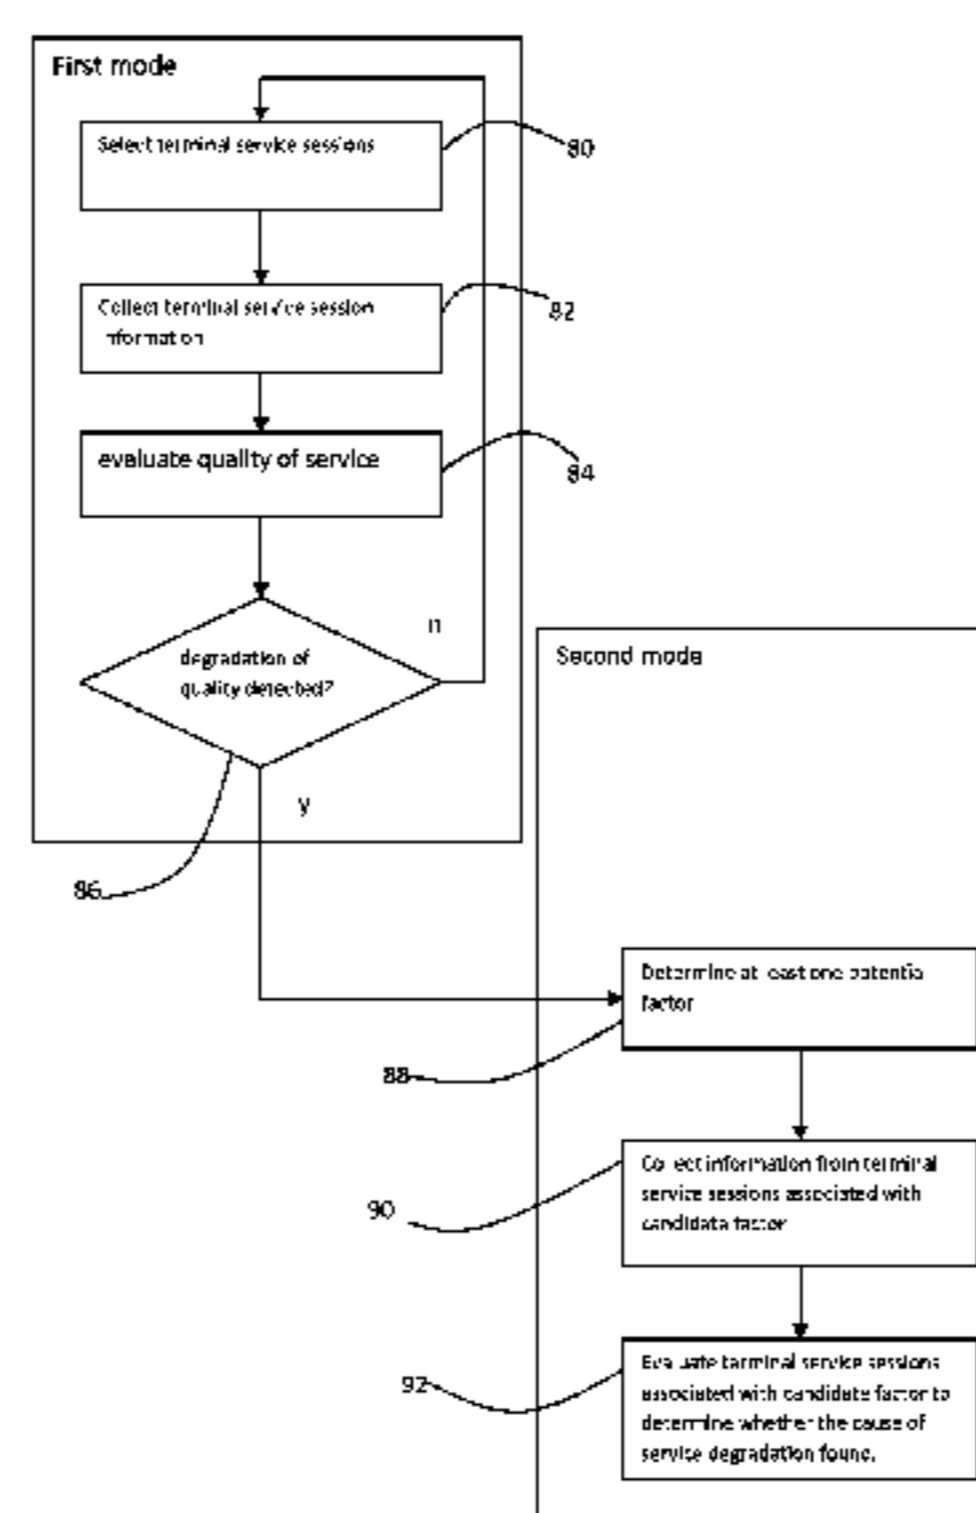 First mode
Select terminal service sessions
80
Collect terminal service session
information
82
evaluate quality of service
84
degradation of
quality detected?
n
y
86
Second mode
Determine at least one potentia
factor
88
Collect information from terminal
service sessions associated with
candidata factor
90
Evaluate terminal service sessions
associated with candidate factor to
determine whether the cause of
service degradation found.
92